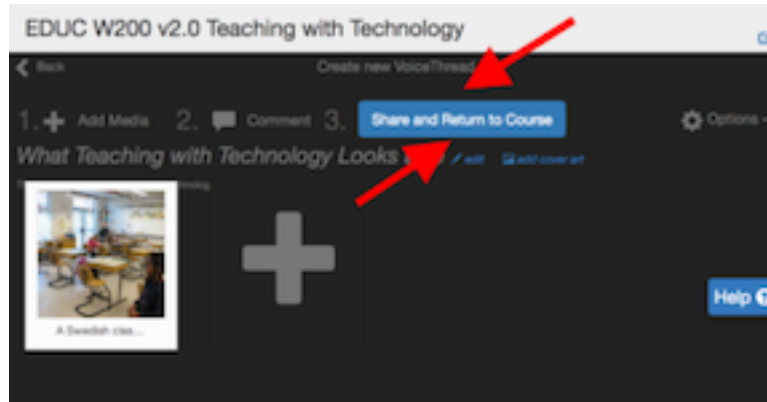 EDUC W200 v2.0 Teaching with Technology
Back
Create new VoiceThread
1. Add Media 2. Comment 3. Share and Return to Course
Options
What Teaching with Technology Looks edit add cover art
A Swedish clas...
Help